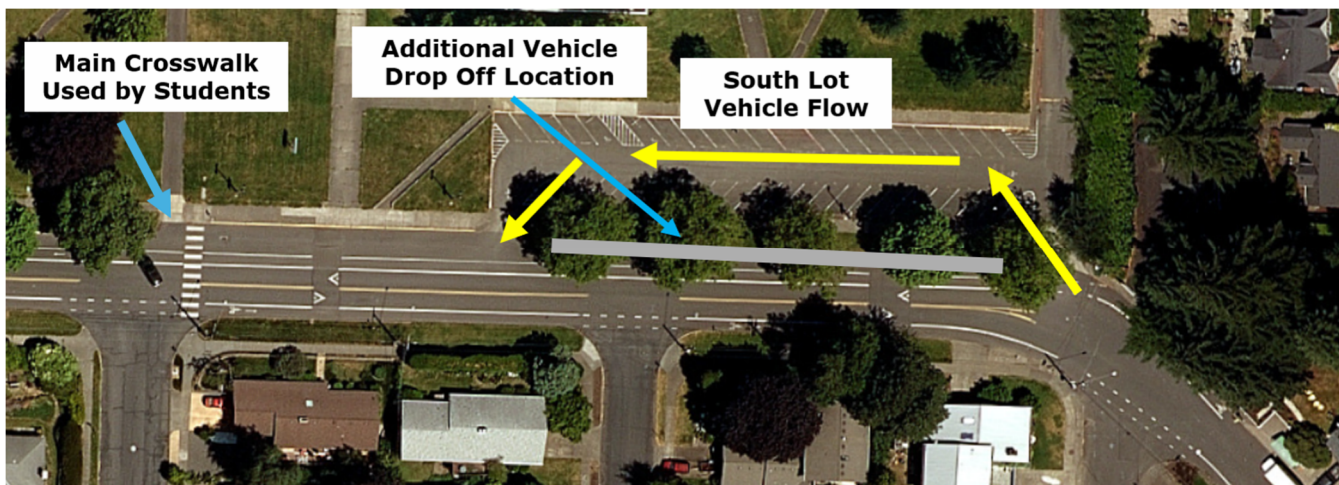 Main Crosswalk
Used by Students
Additional Vehicle
Drop Off Location
South Lot
Vehicle Flow